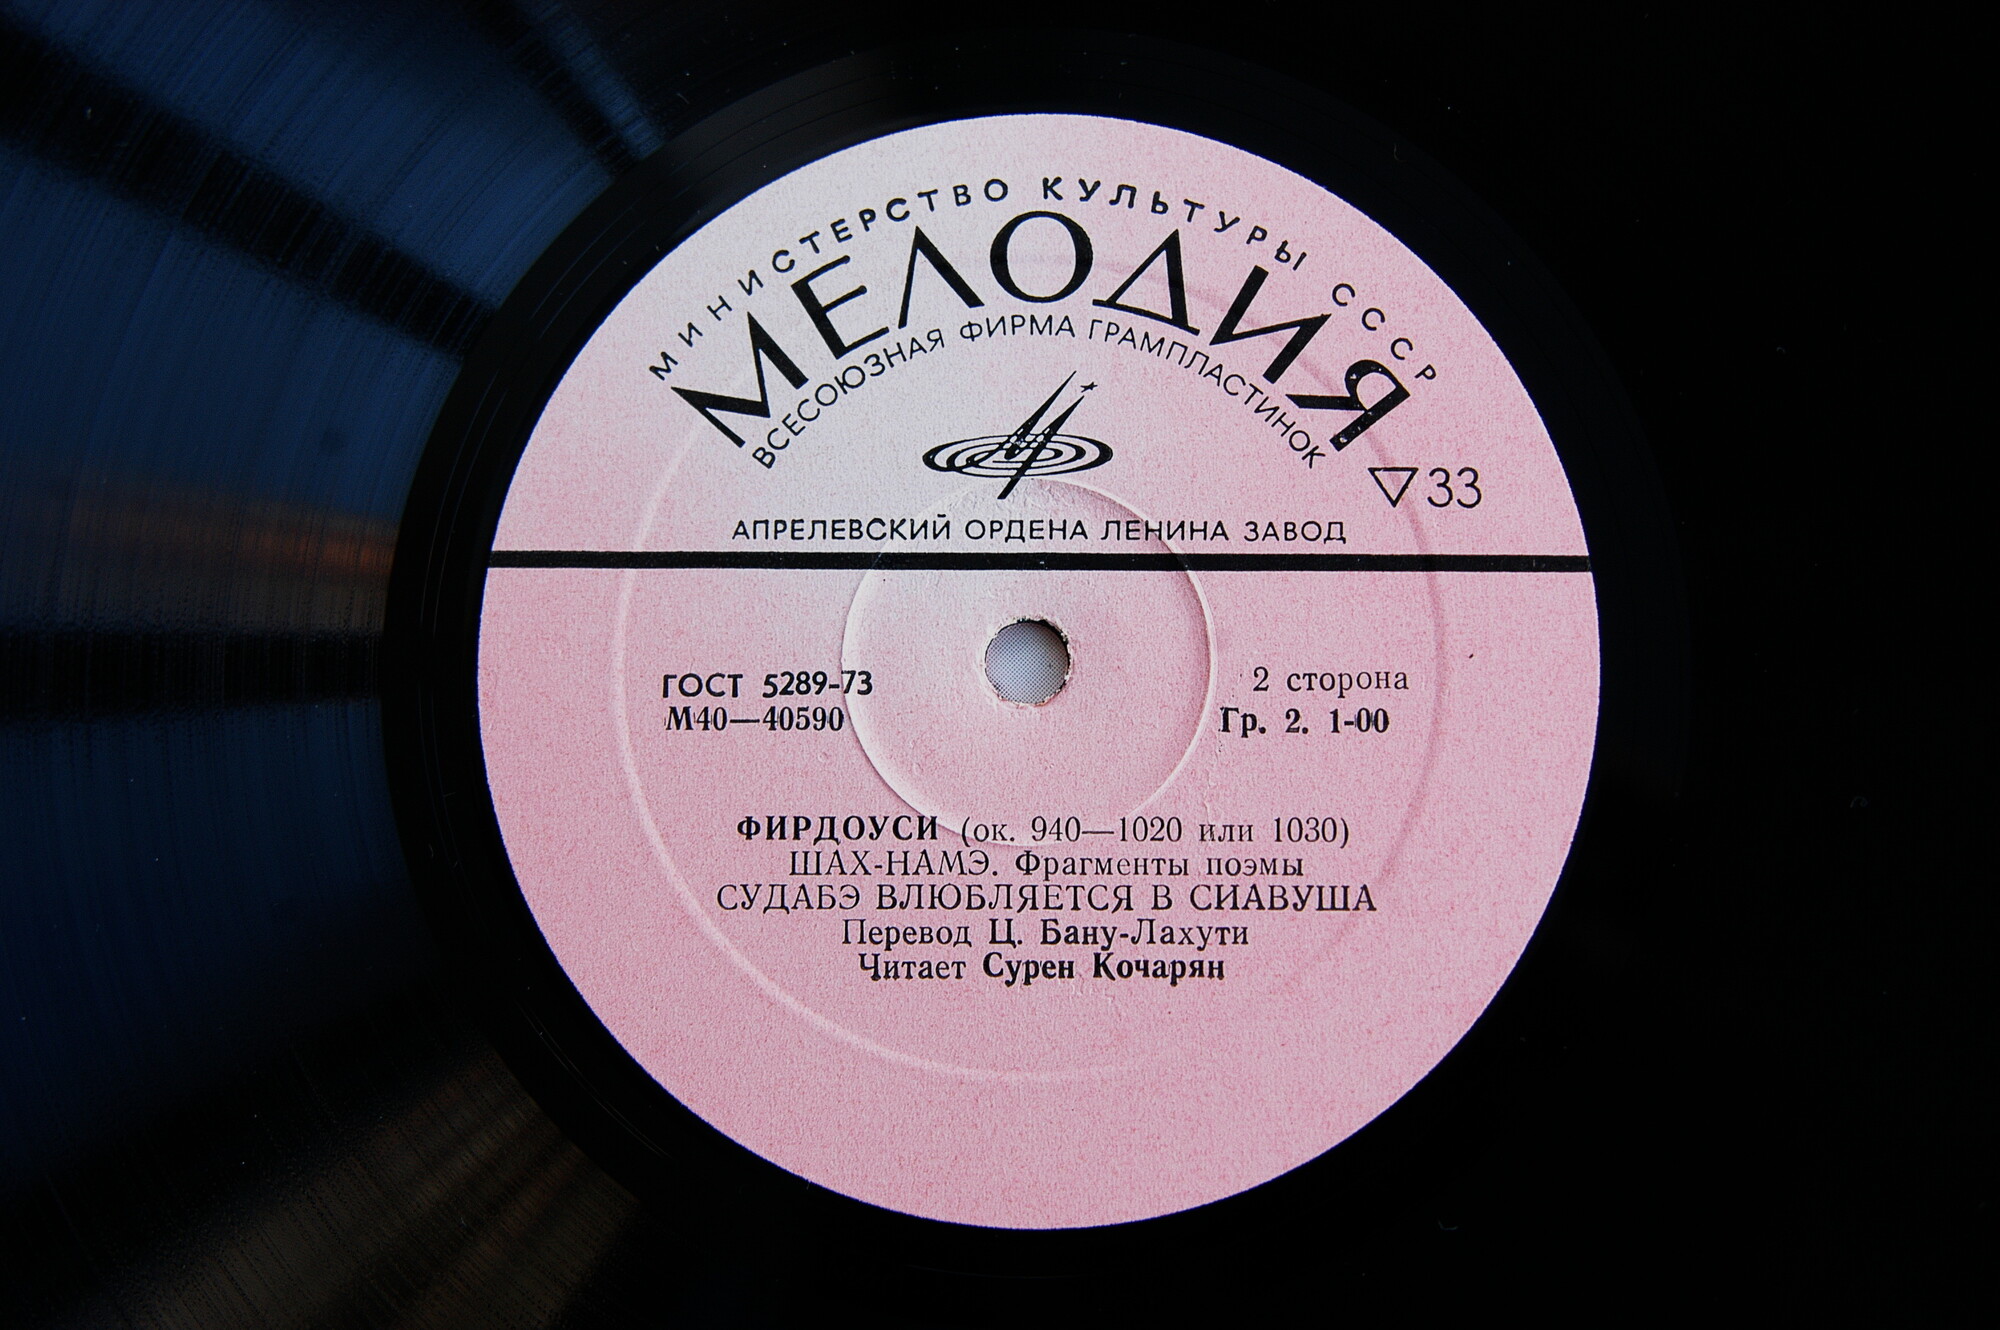 МИНИСТЕРСТВО КУЛЬТУРЫ СССР
МЕЛОДИЯ
ВСЕСОЮЗНАЯ ФИРМА ГРАМПЛАСТИНОК
33
АПРЕЛЕВСКИЙ ОРДЕНА ЛЕНИНА ЗАВОД
ГОСТ 5289-73
М40—40590
2 сторона
Гр. 2. 1-00
ФИРДОУСИ (ок. 940—1020 или 1030)
ШАХ-НАМЭ. Фрагменты поэмы
СУДАБЭ ВЛЮБЛЯЕТСЯ В СИАВУША
Перевод Ц. Бану-Лахути
Читает Сурен Кочарян